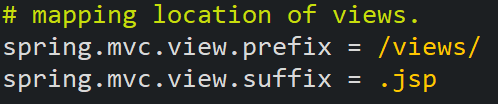 # mapping location of views.
spring.mvc.view.prefix = /views/
spring.mvc.view.suffix = .jsp